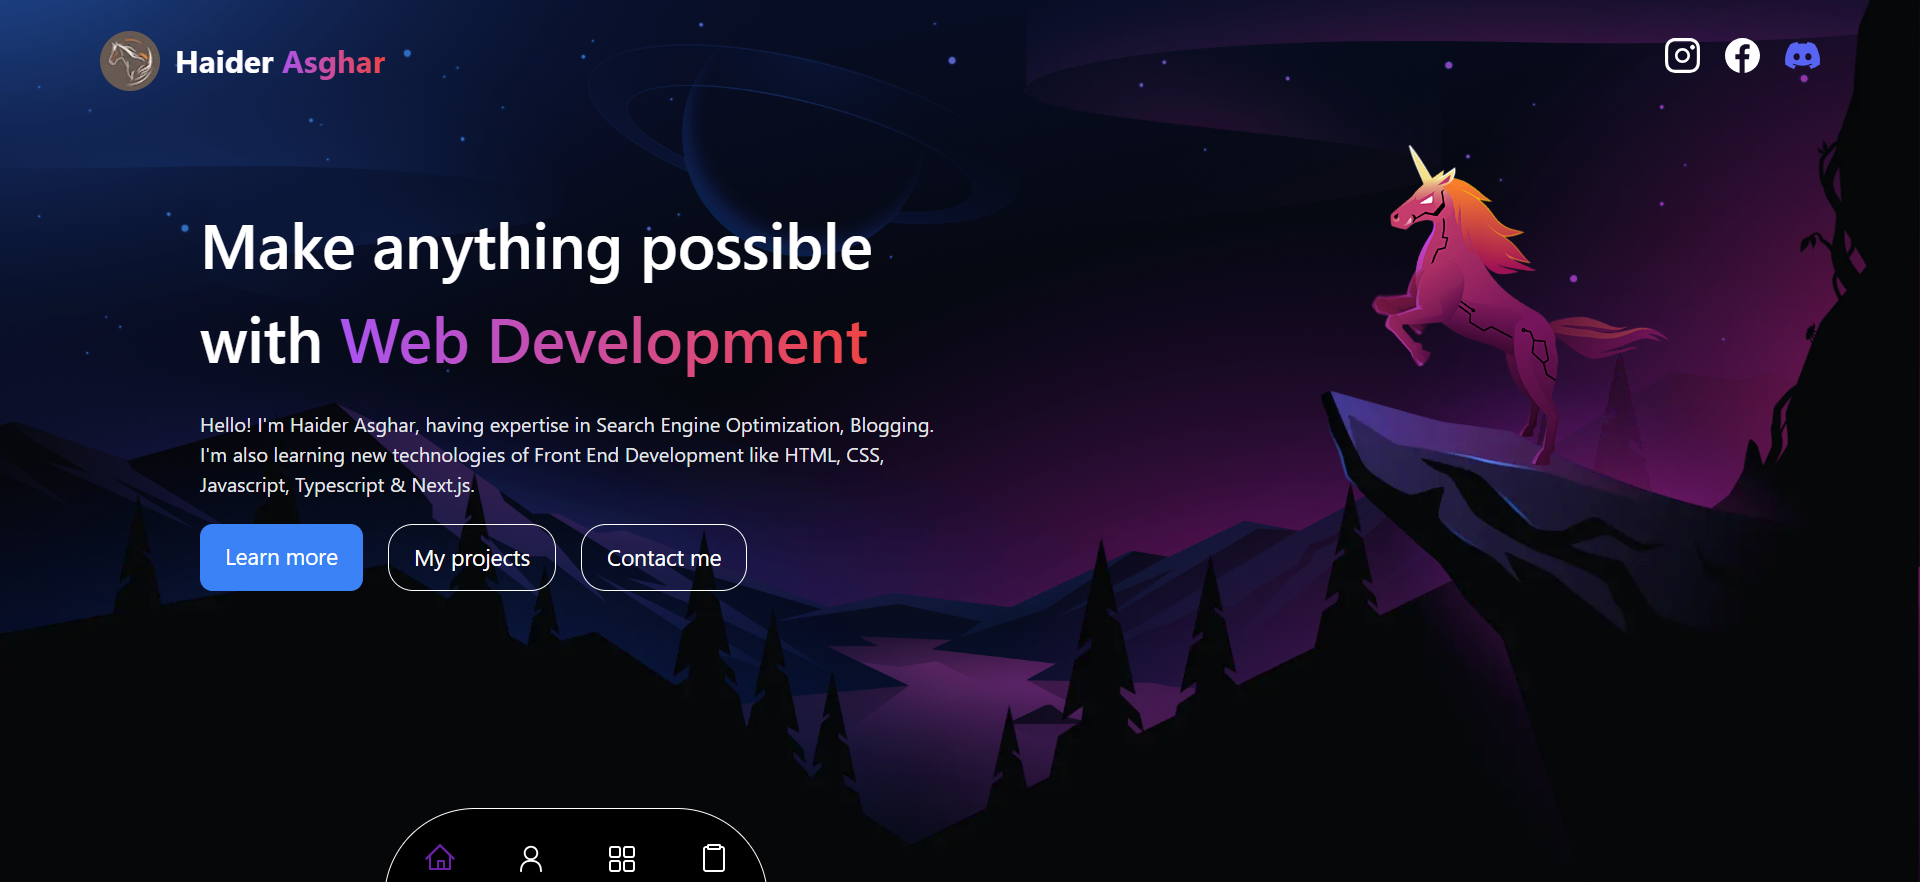 Haider Asghar
Make anything possible
with Web Development
Hello! I'm Haider Asghar, having expertise in Search Engine Optimization, Blogging.
I'm also learning new technologies of Front End Development like HTML, CSS,
Javascript, Typescript & Next.js.
Learn more
My projects
Contact me